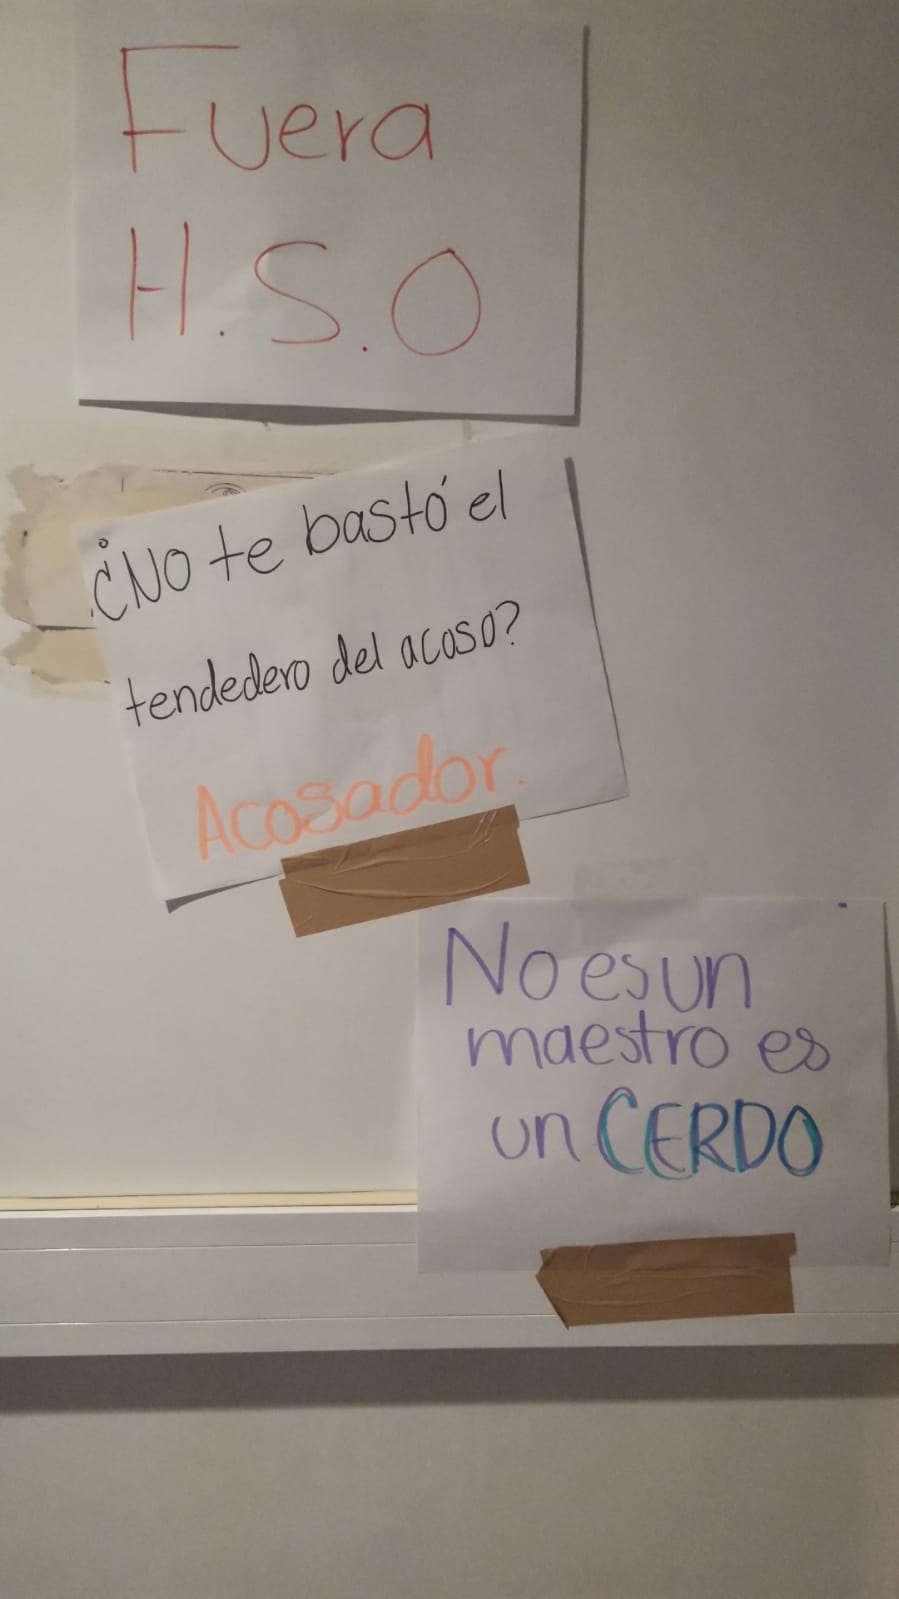 Fuera
H.S.O
¿No te bastó el
tendedero del acoso?
Acosador.
No es un
maestro es
un CERDO